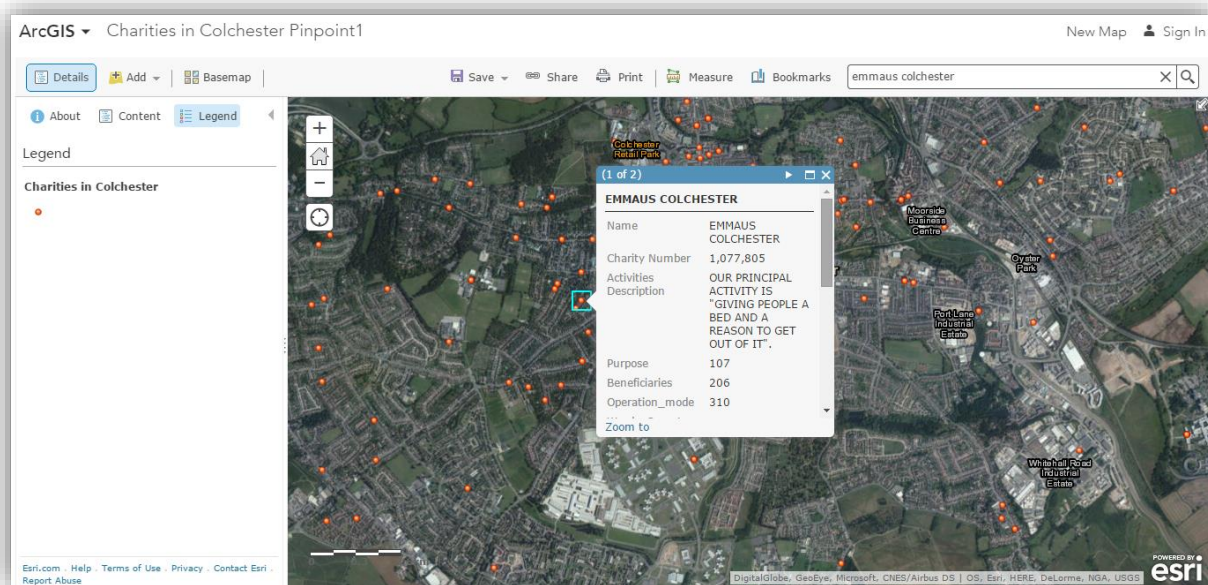 ArcGIS Charities in Colchester Pinpoint1
New Map Sign In
Details Add Basemap Save Share Print Measure Bookmarks emmaus colchester
About Content Legend
Legend
Charities in Colchester
+
−
Colchester
Retail Park
(1 of 2)
EMMAUS COLCHESTER
Name EMMAUS
COLCHESTER
Charity Number 1,077,805
Activities OUR PRINCIPAL
Description ACTIVITY IS
"GIVING PEOPLE A
BED AND A
REASON TO GET
OUT OF IT".
Purpose 107
Beneficiaries 206
Operation_mode 310
Zoom to
Moorside
Business
Centre
Oyster
Park
Port Lane
Industrial
Estate
Whitehall Road
Industrial
Estate
Esri.com . Help . Terms of Use . Privacy . Contact Esri .
Report Abuse
DigitalGlobe, GeoEye, Microsoft, CNES/Airbus DS | OS, Esri, HERE, DeLorme, NGA, USGS
POWERED BY
esri